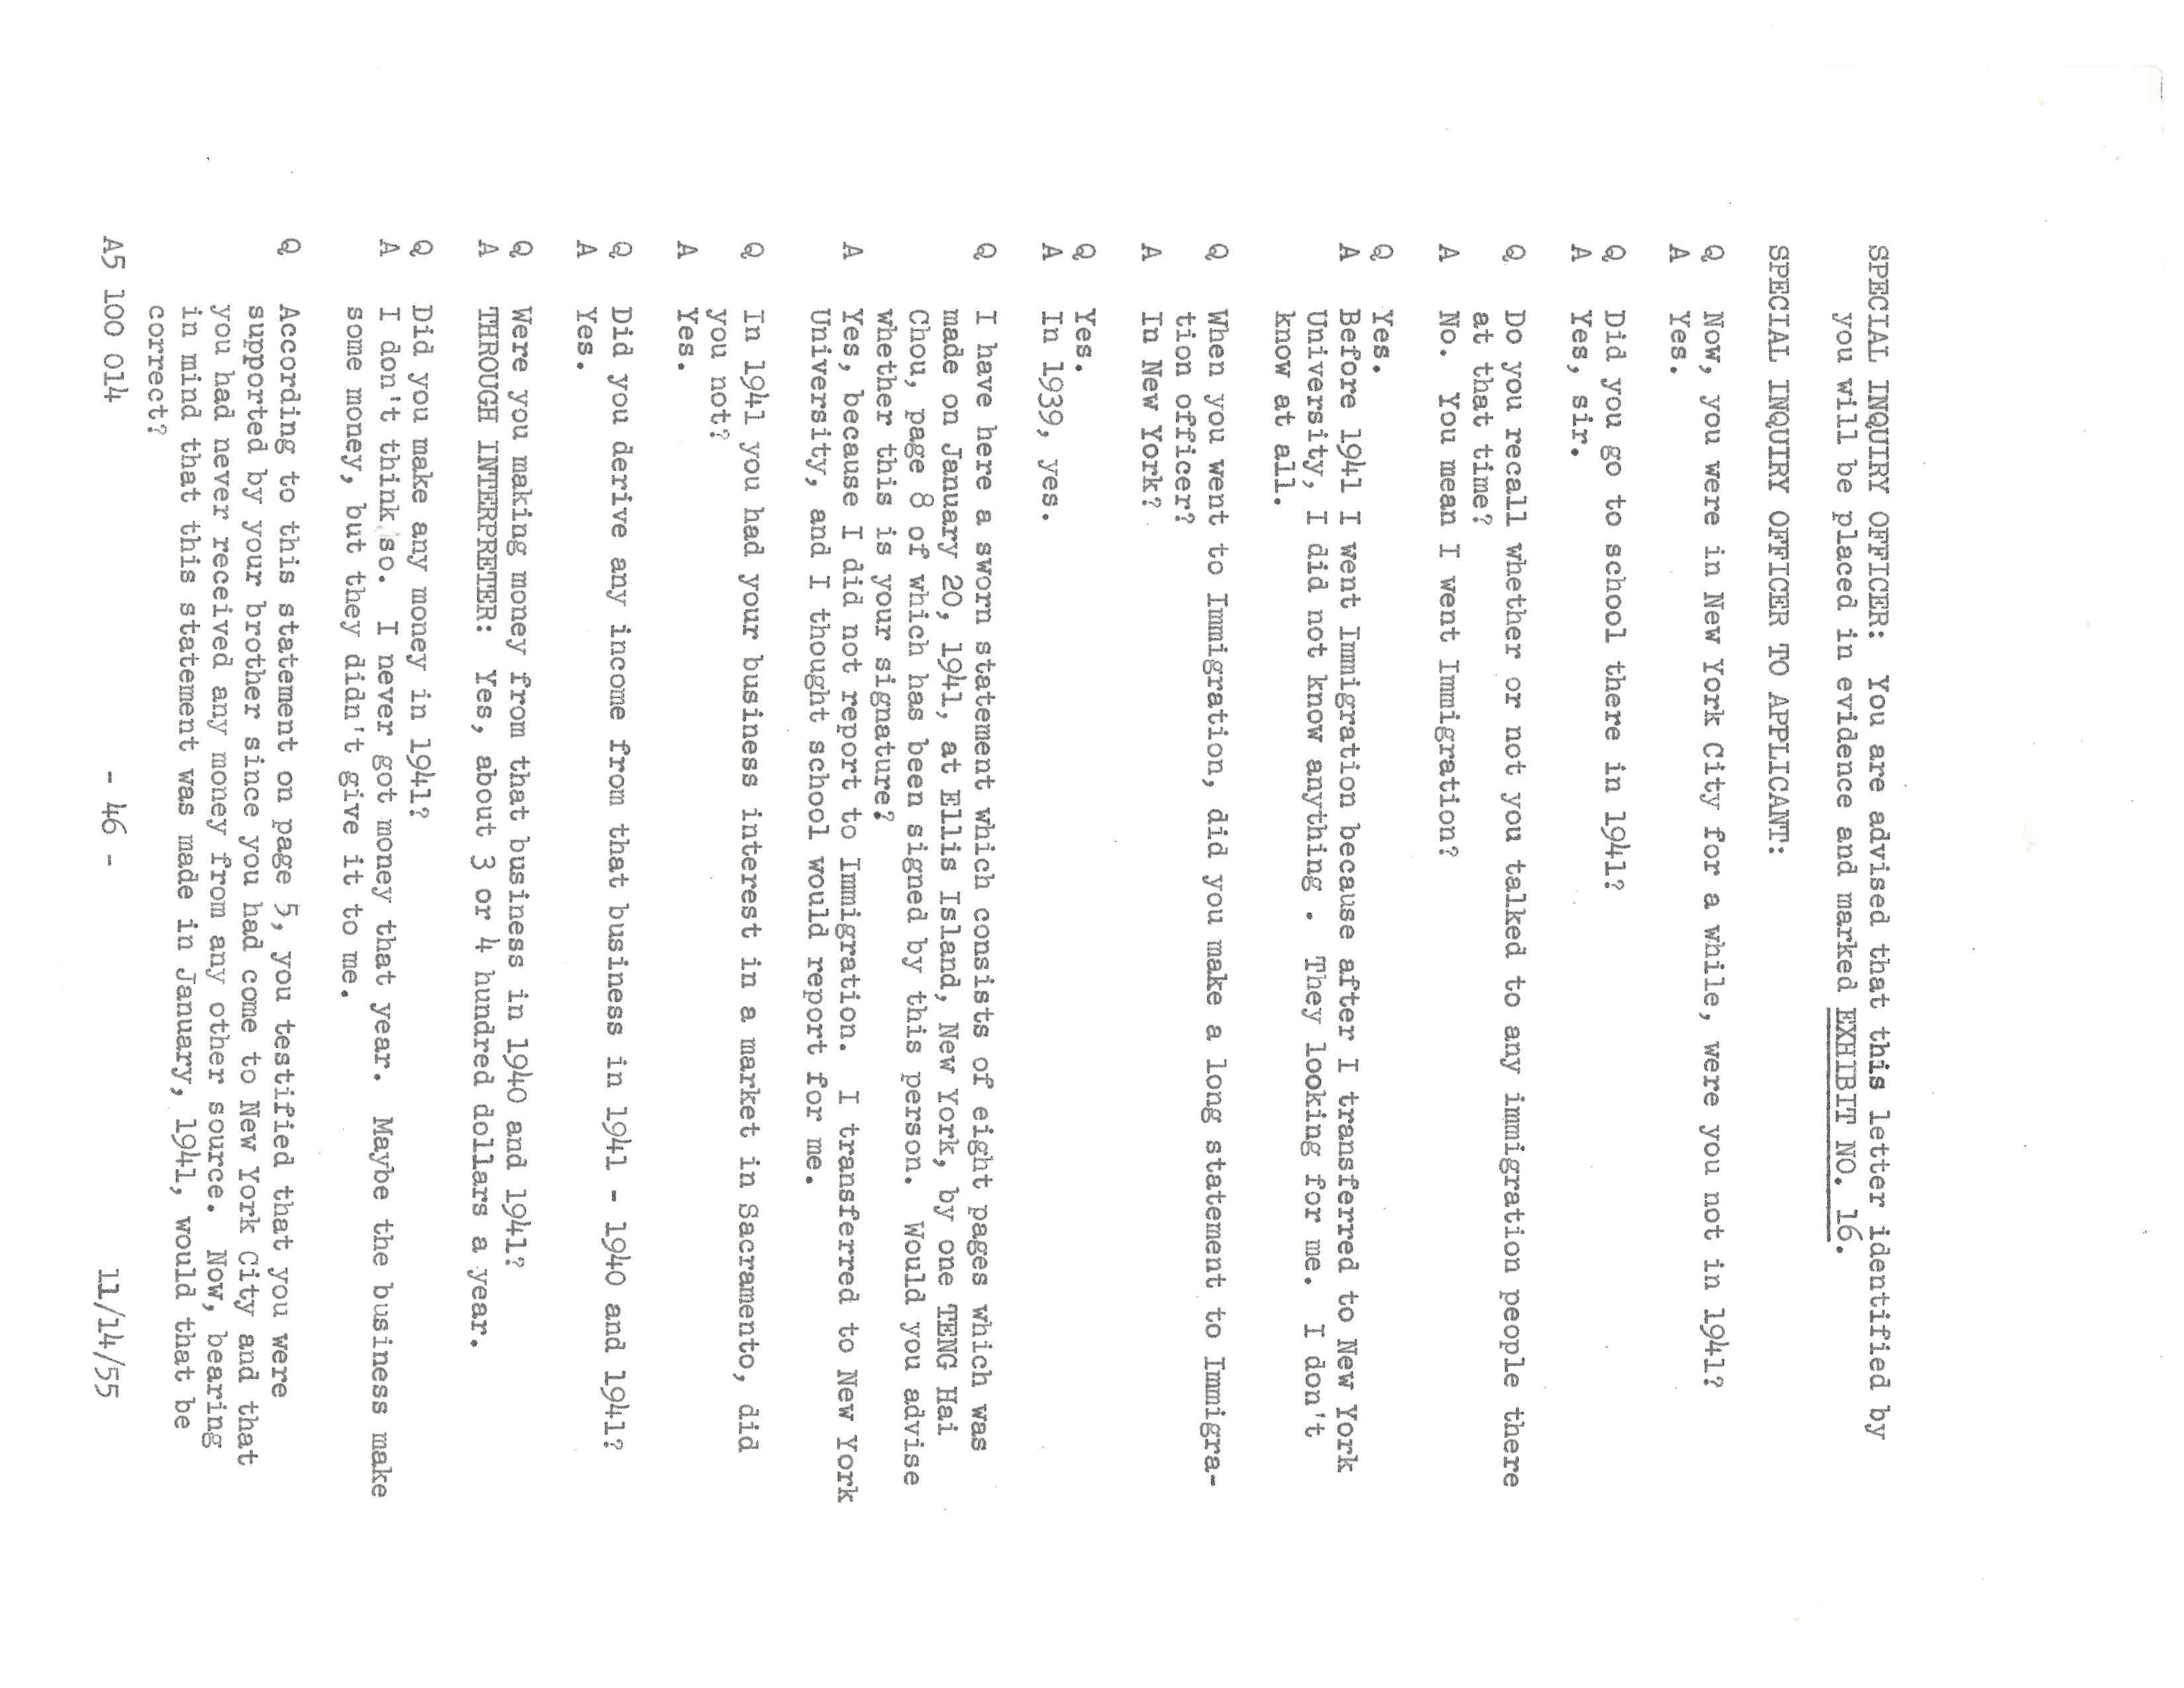 SPECIAL INQUIRY OFFICER: You are advised that this letter identified by
you will be placed in evidence and marked EXHIBIT NO. 16.
SPECIAL INQUIRY OFFICER TO APPLICANT:
Q Now, you were in New York City for a while, were you not in 1941?
A Yes.
Q Did you go to school there in 1941?
A Yes, sir.
Q Do you recall whether or not you talked to any immigration people there
at that time?
A No. You mean I went Immigration?
Q Yes.
A Before 1941 I went Immigration because after I transferred to New York
University, I did not know anything . They looking for me. I don't
know at all.
Q When you went to Immigration, did you make a long statement to Immigra-
tion officer?
A In New York?
Q Yes.
A In 1939, yes.
Q I have here a sworn statement which consists of eight pages which was
made on January 20, 1941, at Ellis Island, New York, by one TENG Hai
Chou, page 8 of which has been signed by this person. Would you advise
whether this is your signature?
A Yes, because I did not report to Immigration. I transferred to New York
University, and I thought school would report for me.
Q In 1941 you had your business interest in a market in Sacramento, did
you not?
A Yes.
Q Did you derive any income from that business in 1941 - 1940 and 1941?
A Yes.
Q Were you making money from that business in 1940 and 1941?
A THROUGH INTERPRETER: Yes, about 3 or 4 hundred dollars a year.
Q Did you make any money in 1941?
A I don't think so. I never got money that year. Maybe the business make
some money, but they didn't give it to me.
Q According to this statement on page 5, you testified that you were
supported by your brother since you had come to New York City and that
you had never received any money from any other source. Now, bearing
in mind that this statement was made in January, 1941, would that be
correct?
A5 100 014 - 46 - 11/14/55